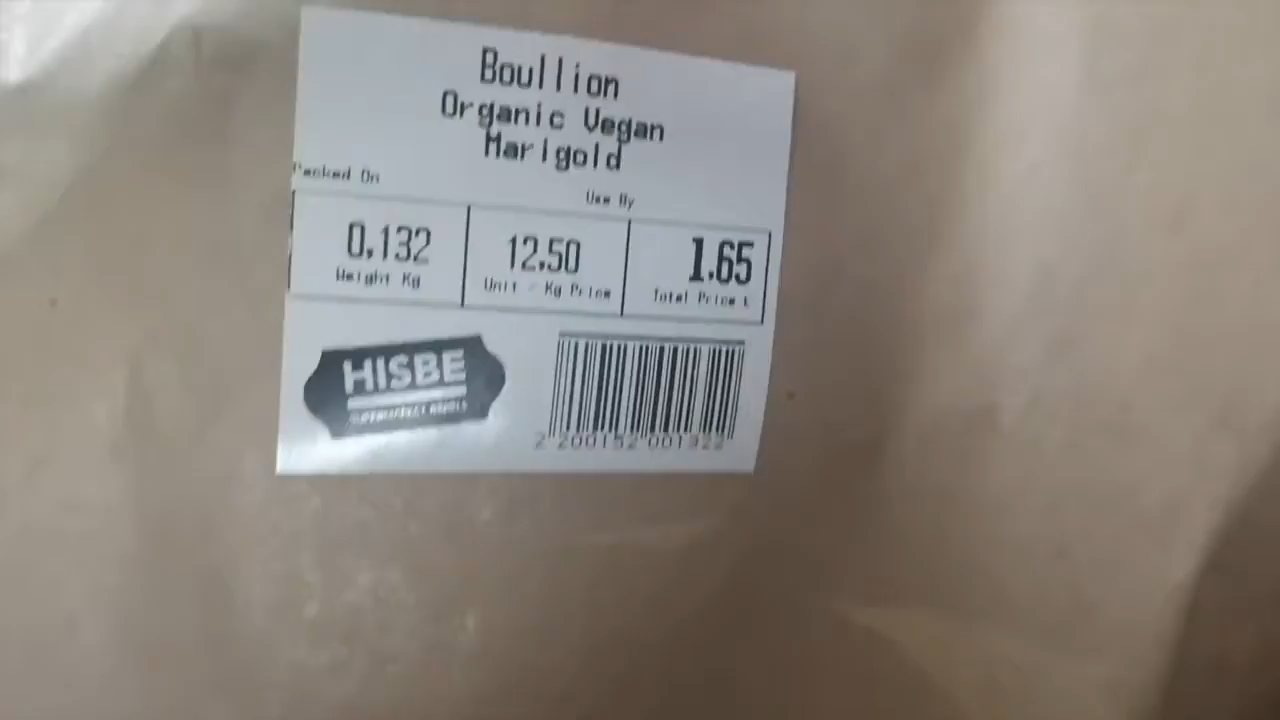 Boullion
Organic Vegan
Marigold
Packed On
Use By
0,132
Weight Kg
12,50
Unit - Kg Price
1.65
Total Price £
HISBE
2 200152 001322